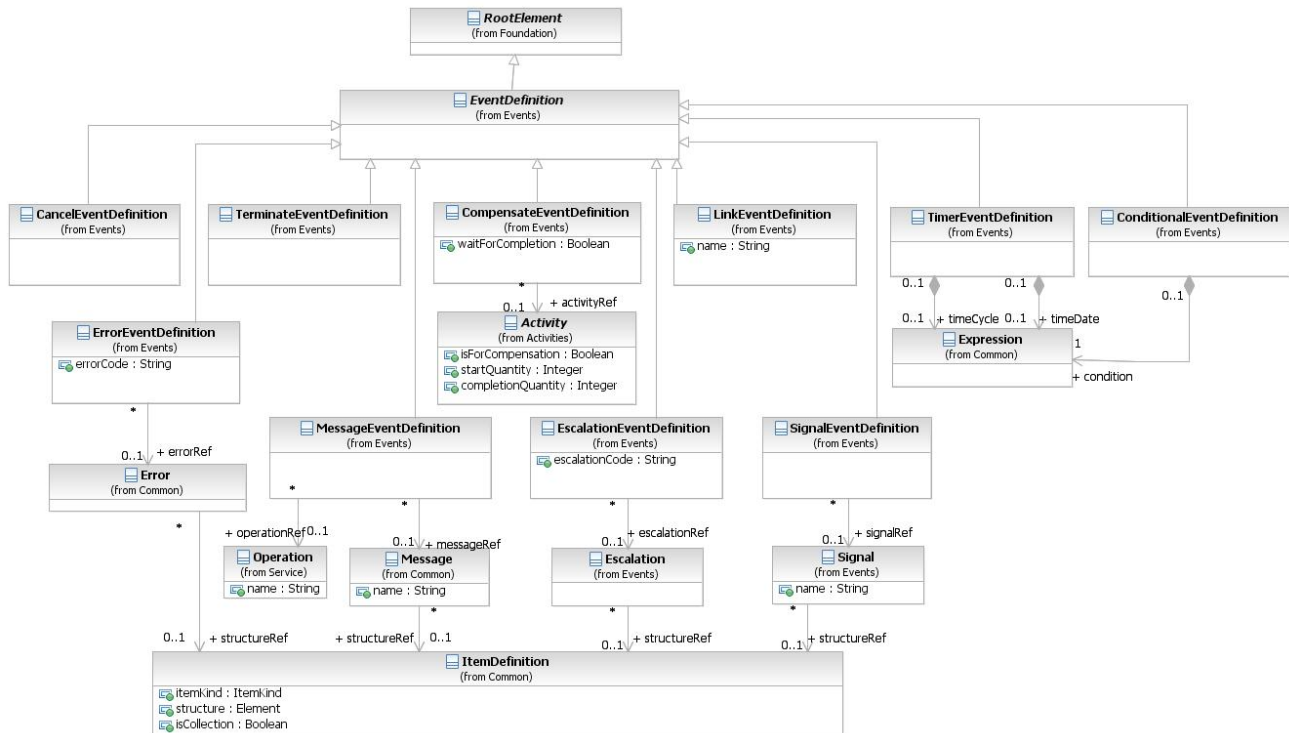 RootElement
(from Foundation)
EventDefinition
(from Events)
CancelEventDefinition
(from Events)
TerminateEventDefinition
(from Events)
CompensateEventDefinition
(from Events)
waitForCompletion : Boolean
LinkEventDefinition
(from Events)
name : String
TimerEventDefinition
(from Events)
ConditionalEventDefinition
(from Events)
*
0..1
+ activityRef
0..1
0..1
0..1
0..1
+ timeCycle
0..1
+ timeDate
ErrorEventDefinition
(from Events)
errorCode : String
Activity
(from Activities)
isForCompensation : Boolean
startQuantity : Integer
completionQuantity : Integer
Expression
(from Common)
1
+ condition
*
0..1
+ errorRef
MessageEventDefinition
(from Events)
EscalationEventDefinition
(from Events)
escalationCode : String
SignalEventDefinition
(from Events)
Error
(from Common)
*
*
*
*
*
+ operationRef
0..1
0..1
+ messageRef
0..1
+ escalationRef
0..1
+ signalRef
Operation
(from Service)
name : String
Message
(from Common)
name : String
Escalation
(from Events)
Signal
(from Events)
name : String
*
*
*
0..1
+ structureRef
+ structureRef
0..1
0..1
+ structureRef
0..1
+ structureRef
ItemDefinition
(from Common)
itemKind : ItemKind
structure : Element
isCollection : Boolean